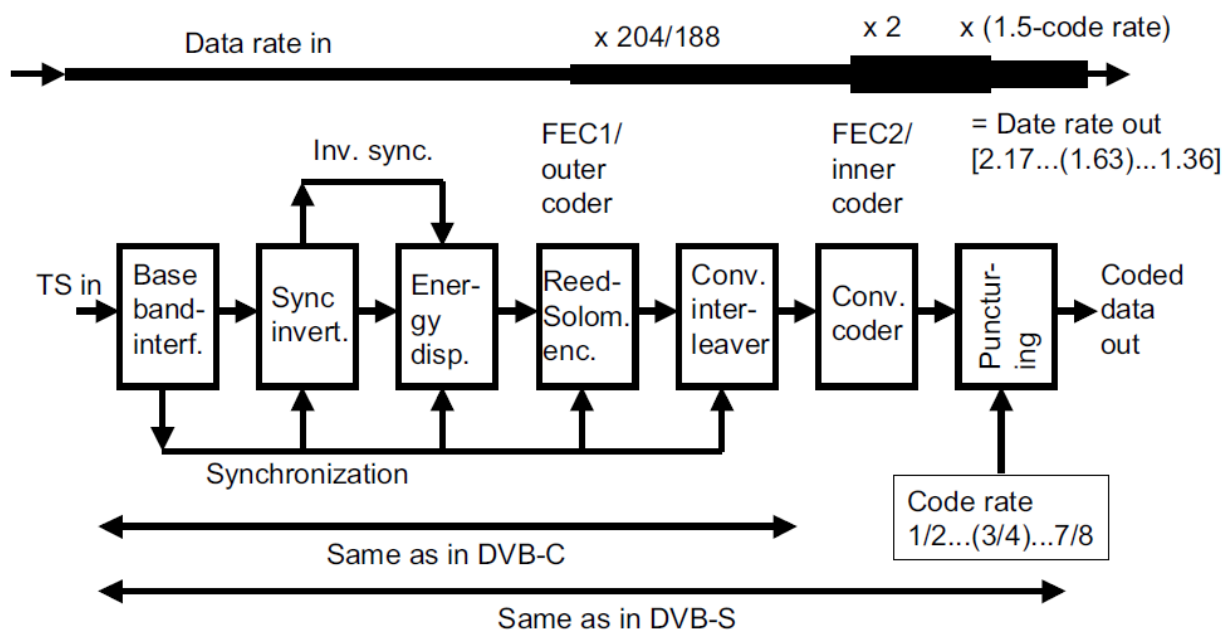 Data rate in
x 204/188
x 2
x (1.5-code rate)
= Date rate out
[2.17...(1.63)...1.36]
FEC1/
outer
coder
FEC2/
inner
coder
Inv. sync.
TS in
Base
band-
interf.
Sync
invert.
Ener-
gy
disp.
Reed-
Solom.
enc.
Conv.
inter-
leaver
Conv.
coder
Punctur-
ing
Coded
data
out
Synchronization
Code rate
1/2...(3/4)...7/8
Same as in DVB-C
Same as in DVB-S